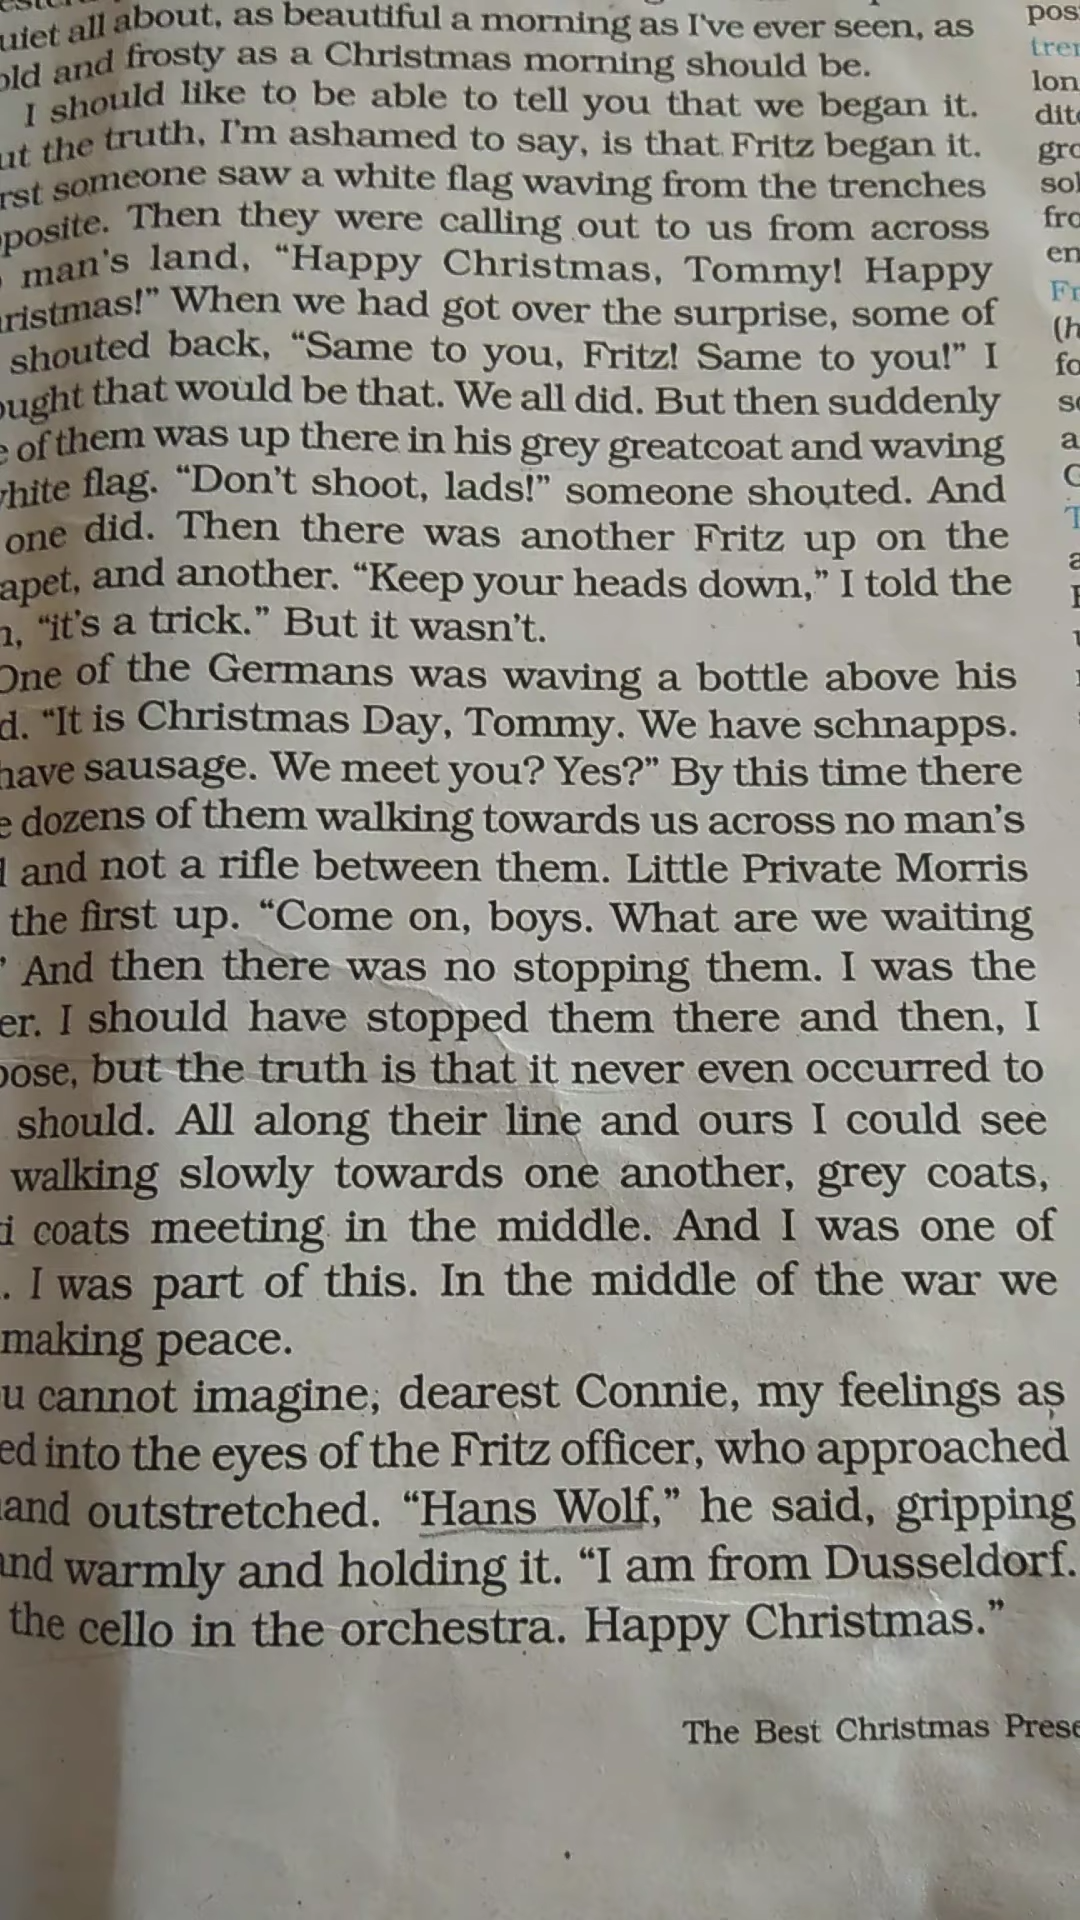 all about, as beautiful a morning as I've ever seen, as
and frosty as a Christmas morning should be.
I should like to be able to tell you that we began it.
the truth, I'm ashamed to say, is that Fritz began it.
someone saw a white flag waving from the trenches
Then they were calling out to us from across
man's land, “Happy Christmas, Tommy! Happy
When we had got over the surprise, some of
shouted back, “Same to you, Fritz! Same to you!” I
that would be that. We all did. But then suddenly
of them was up there in his grey greatcoat and waving
flag. “Don't shoot, lads!” someone shouted. And
one did. Then there was another Fritz up on the
and another. “Keep your heads down,” I told the
“it's a trick.” But it wasn't.
One of the Germans was waving a bottle above his
“It is Christmas Day, Tommy. We have schnapps.
have sausage. We meet you? Yes?” By this time there
dozens of them walking towards us across no man's
and not a rifle between them. Little Private Morris
the first up. “Come on, boys. What are we waiting
And then there was no stopping them. I was the
I should have stopped them there and then, I
but the truth is that it never even occurred to
should. All along their line and ours I could see
walking slowly towards one another, grey coats,
coats meeting in the middle. And I was one of
I was part of this. In the middle of the war we
making peace.
cannot imagine, dearest Connie, my feelings as
into the eyes of the Fritz officer, who approached
outstretched. “Hans Wolf,” he said, gripping
warmly and holding it. “I am from Dusseldorf.
the cello in the orchestra. Happy Christmas.”
The Best Christmas